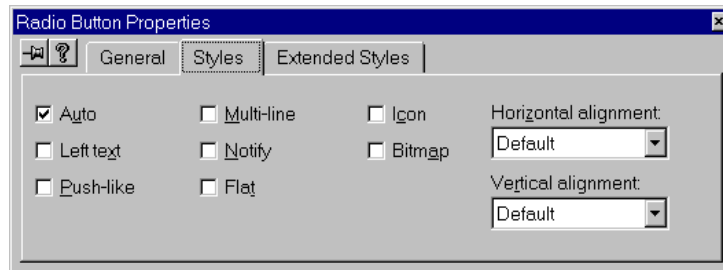 Radio Button Properties
? General Styles Extended Styles
Auto Multi-line Icon Horizontal alignment:
Left text Notify Bitmap Default
Push-like Flat Vertical alignment:
Default